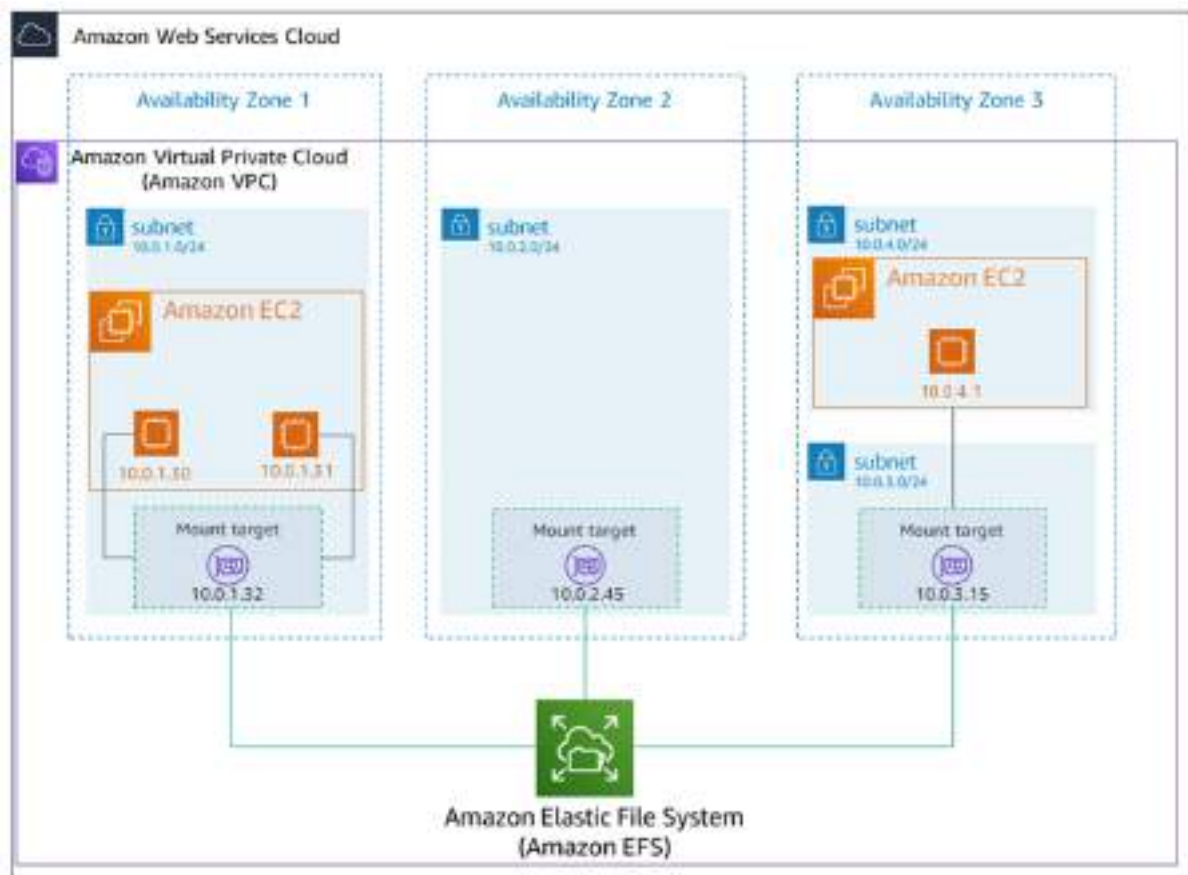 Amazon Web Services Cloud
Availability Zone 1
Availability Zone 2
Availability Zone 3
Amazon Virtual Private Cloud
(Amazon VPC)
subnet
10.0.1.0/24
subnet
10.0.2.0/24
subnet
10.0.4.0/24
Amazon EC2
Amazon EC2
10.0.4.1
10.0.1.30
10.0.1.31
subnet
10.0.3.0/24
Mount target
10.0.1.32
Mount target
10.0.2.45
Mount target
10.0.3.15
Amazon Elastic File System
(Amazon EFS)